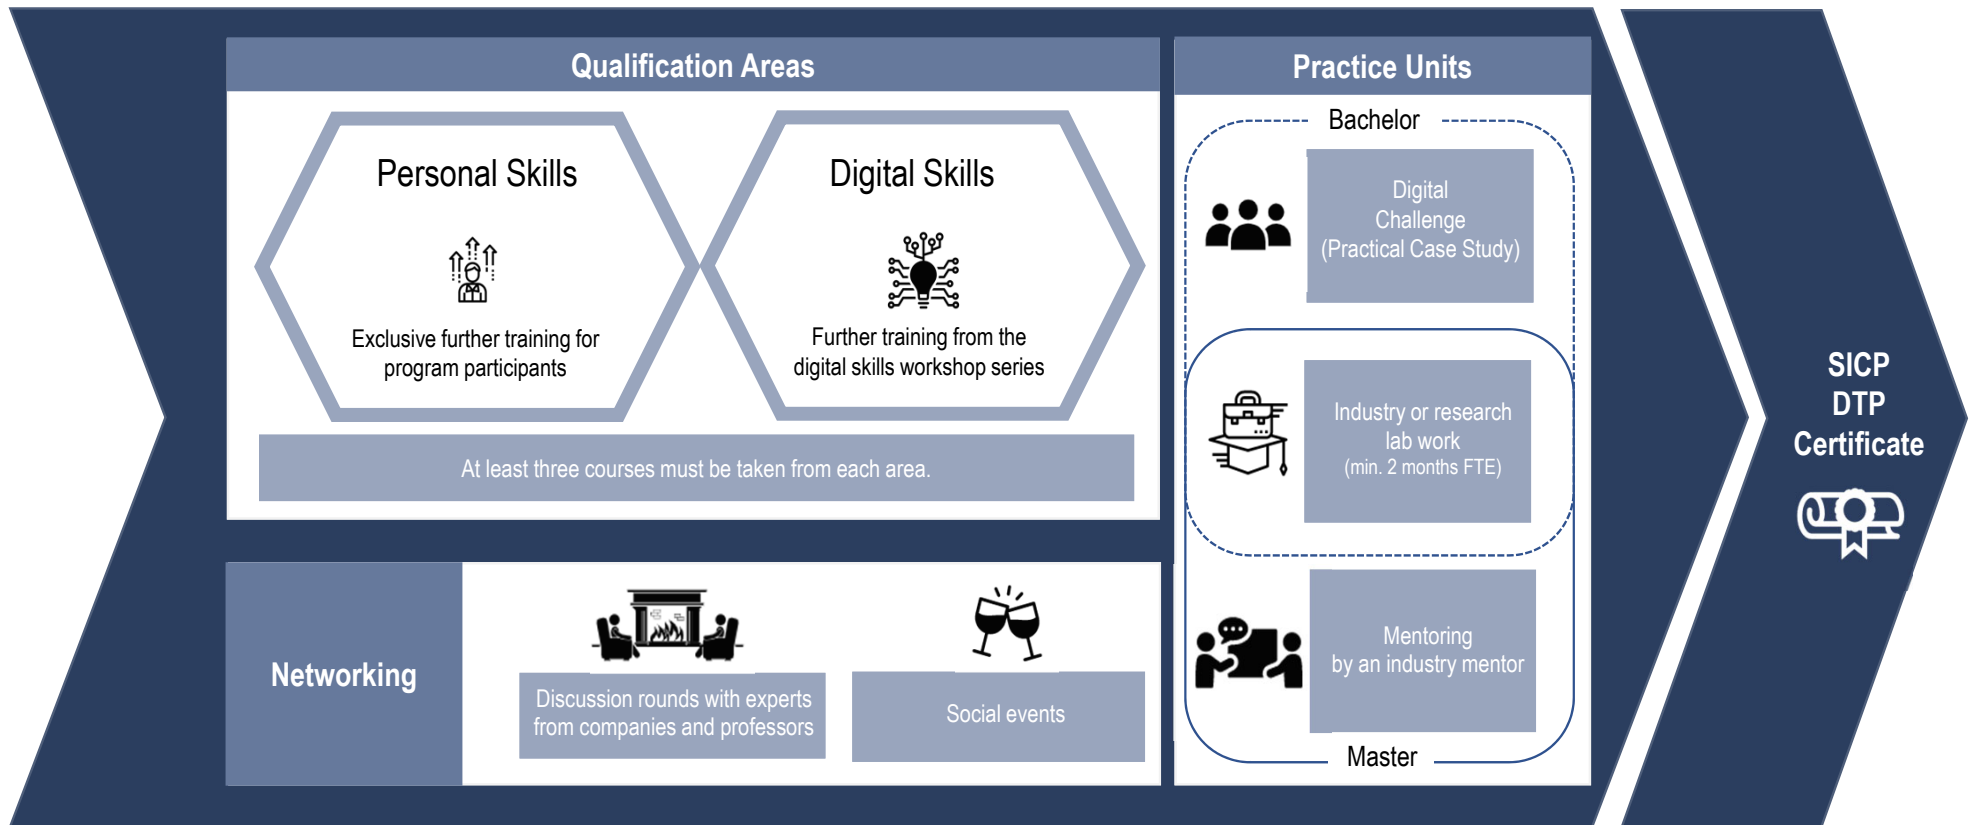 Qualification Areas
Personal Skills
Exclusive further training for
program participants
Digital Skills
Further training from the
digital skills workshop series
At least three courses must be taken from each area.
Networking
Discussion rounds with experts
from companies and professors
Social events
Practice Units
Bachelor
Digital
Challenge
(Practical Case Study)
Industry or research
lab work
(min. 2 months FTE)
Mentoring
by an industry mentor
Master
SICP
DTP
Certificate